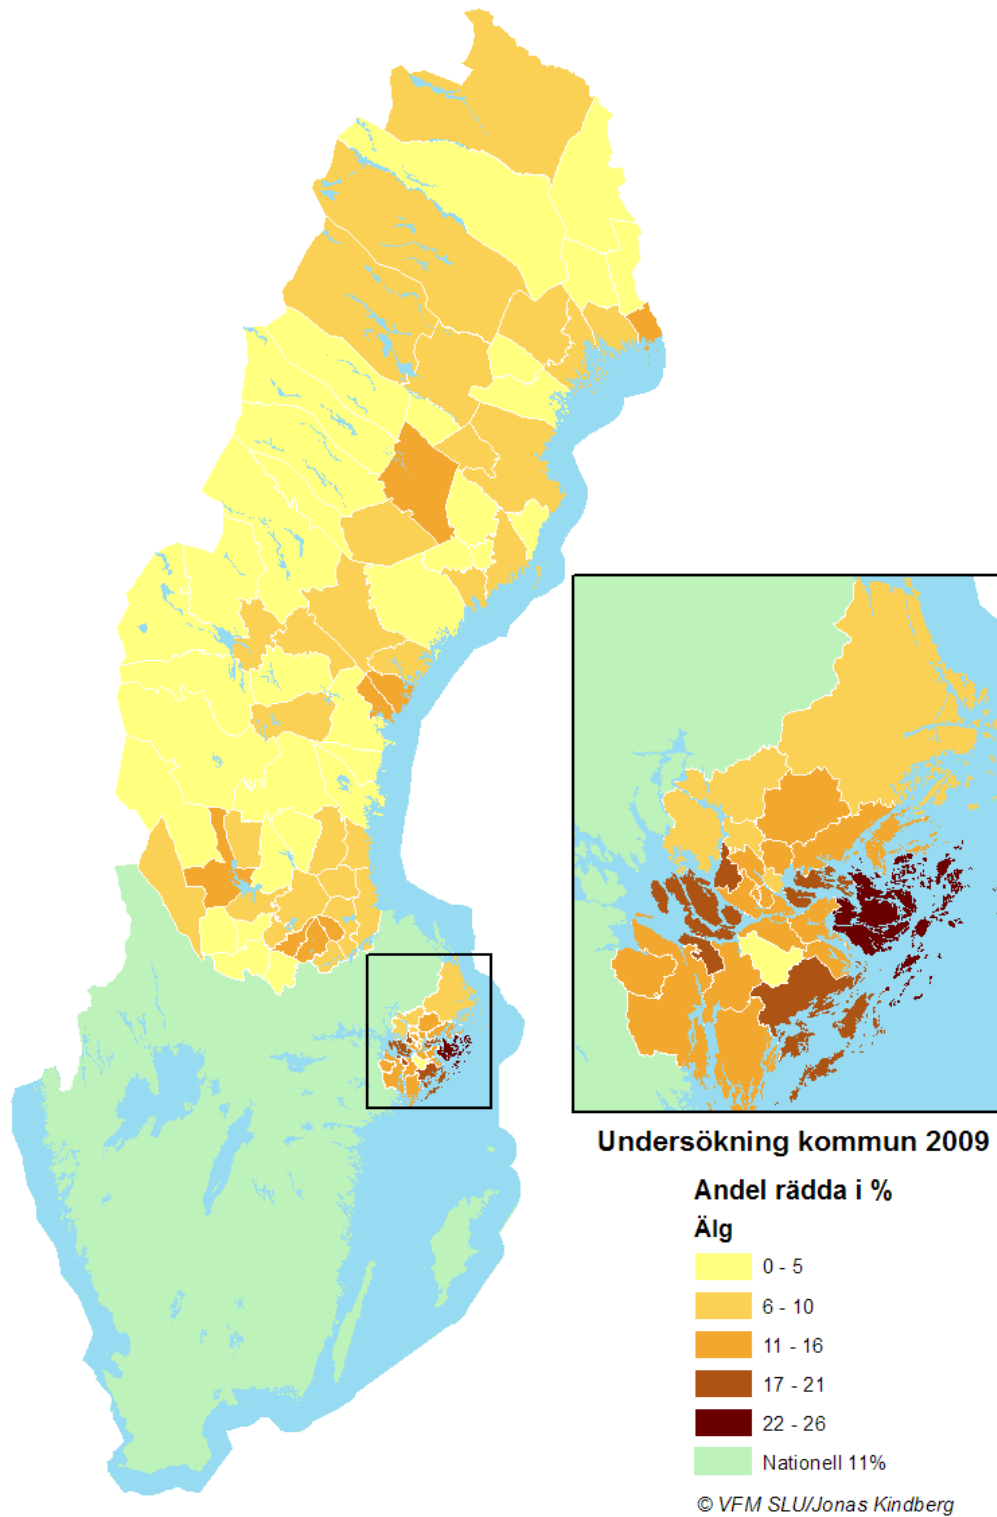 Undersökning kommun 2009
Andel rädda i %
Älg
0 - 5
6 - 10
11 - 16
17 - 21
22 - 26
Nationell 11%
© VFM SLU/Jonas Kindberg